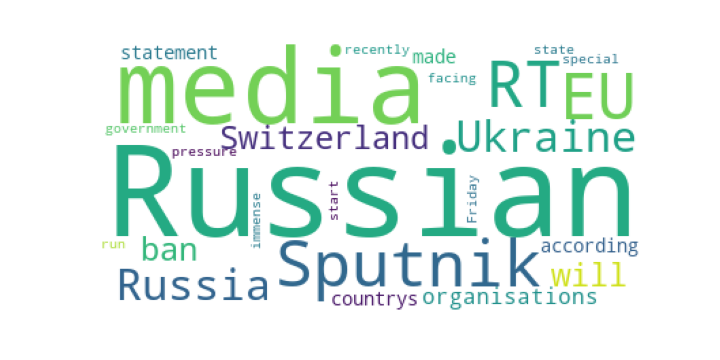 statement recently made state special
media facing RT EU
government Switzerland Ukraine
pressure
Russian
immense start Friday
run ban Sputnik according
Russia will
countrys organisations